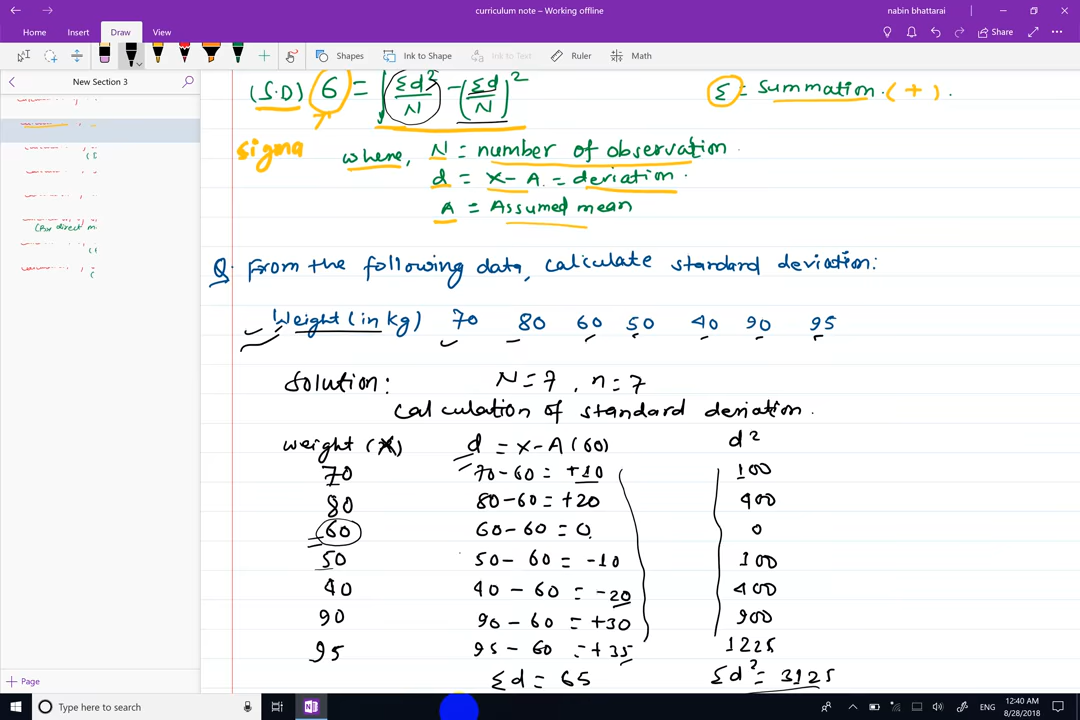 curriculum note – Working offline
nabin bhattarai
Home Insert Draw View
Share
Shapes Ink to Shape Ink to Text Ruler Math
New Section 3
(S.D) 6 = √ Σd²/N − (Σd/N)²
Σ = Summation. (+).
sigma
where, N = number of observation.
d = x - A. = deviation.
A = Assumed mean
Q. From the following data, calculate standard deviation:
Weight (in kg) 70 80 60 50 40 90 95
Solution: N = 7, n = 7
Calculation of standard deviation.
weight (X) d = x - A (60) d²
70 70 - 60 = +10 100
80 80 - 60 = +20 400
60 60 - 60 = 0 0
50 50 - 60 = -10 100
40 40 - 60 = -20 400
90 90 - 60 = +30 900
95 95 - 60 = +35 1225
Σd = 65 Σd² = 3125
+ Page
Type here to search
ENG
12:40 AM
8/28/2018